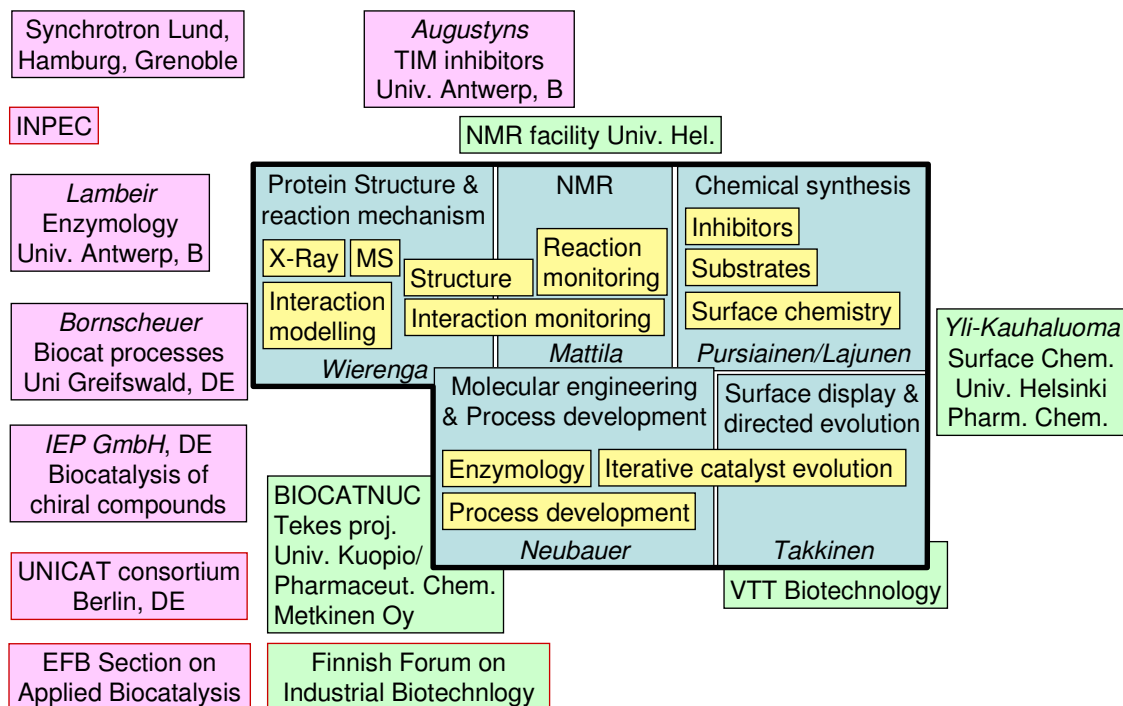 Synchrotron Lund,
Hamburg, Grenoble
Augustyns
TIM inhibitors
Univ. Antwerp, B
INPEC
NMR facility Univ. Hel.
Lambeir
Enzymology
Univ. Antwerp, B
Protein Structure &
reaction mechanism
X-Ray
MS
Interaction
modelling
Wierenga
NMR
Reaction
monitoring
Structure
Interaction monitoring
Mattila
Chemical synthesis
Inhibitors
Substrates
Surface chemistry
Pursiainen/Lajunen
Bornscheuer
Biocat processes
Uni Greifswald, DE
Yli-Kauhaluoma
Surface Chem.
Univ. Helsinki
Pharm. Chem.
Molecular engineering
& Process development
Enzymology
Iterative catalyst evolution
Process development
Neubauer
Surface display &
directed evolution
Takkinen
IEP GmbH, DE
Biocatalysis of
chiral compounds
BIOCATNUC
Tekes proj.
Univ. Kuopio/
Pharmaceut. Chem.
Metkinen Oy
VTT Biotechnology
UNICAT consortium
Berlin, DE
EFB Section on
Applied Biocatalysis
Finnish Forum on
Industrial Biotechnlogy